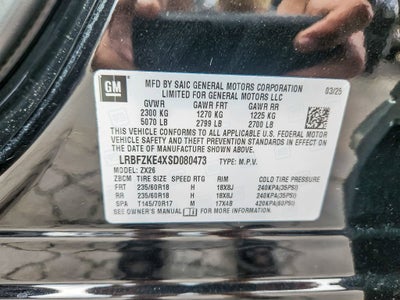 GM
MFD BY SAIC GENERAL MOTORS CORPORATION
LIMITED FOR GENERAL MOTORS LLC
03/25
GVWR GAWR FRT GAWR RR
2300 KG 1270 KG 1225 KG
5070 LB 2799 LB 2700 LB
THIS VEHICLE CONFORMS TO ALL APPLICABLE U.S. FEDERAL MOTOR
VEHICLE SAFETY AND THEFT PREVENTION STANDARDS IN EFFECT
ON THE DATE OF MANUFACTURE SHOWN ABOVE.
LRBFZKE4XSD080473 TYPE: M.P.V.
MODEL: ZX26
ZBCM TIRE SIZE SPEED RTG RIM COLD TIRE PRESSURE
FRT 235/60R18 H 18X8J 240KPA(35PSI)
RR 235/60R18 H 18X8J 240KPA(35PSI)
SPA T145/70R17 M 17X4B 420KPA(60PSI)
SEE OWNER'S MANUAL FOR MORE INFORMATION.